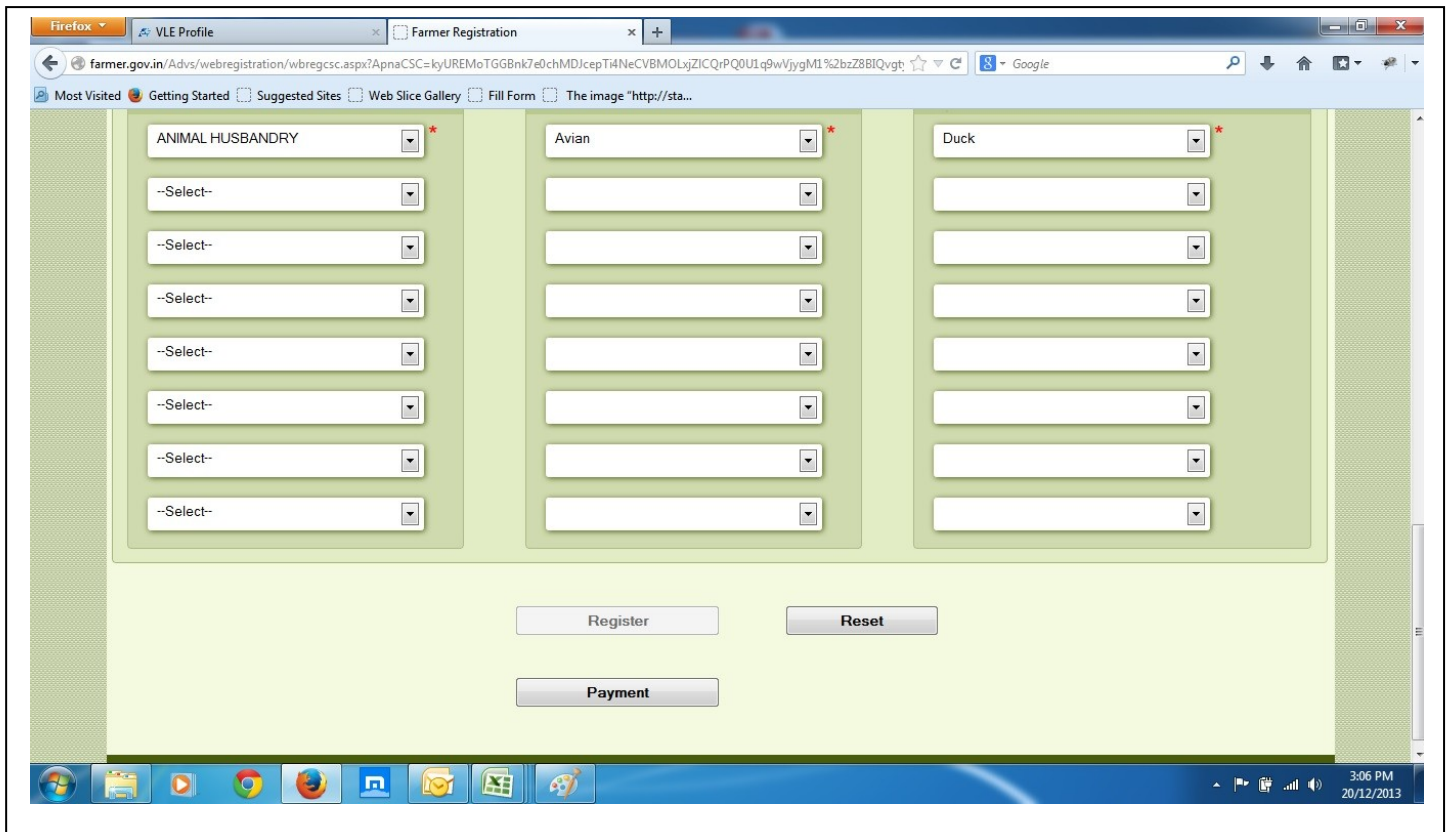 Firefox
VLE Profile
Farmer Registration
farmer.gov.in/Advs/webregistration/wbregcsc.aspx?ApnaCSC=kyUREMoTGGBnk7e0chMDJcepTi4NeCVBMOLxjZlCQrPQ0U1q9wVjygM1%2bzZ8BIQvgt
Google
Most Visited Getting Started Suggested Sites Web Slice Gallery Fill Form The image "http://sta...
ANIMAL HUSBANDRY * Avian * Duck *
--Select--
--Select--
--Select--
--Select--
--Select--
--Select--
--Select--
Register Reset
Payment
3:06 PM
20/12/2013